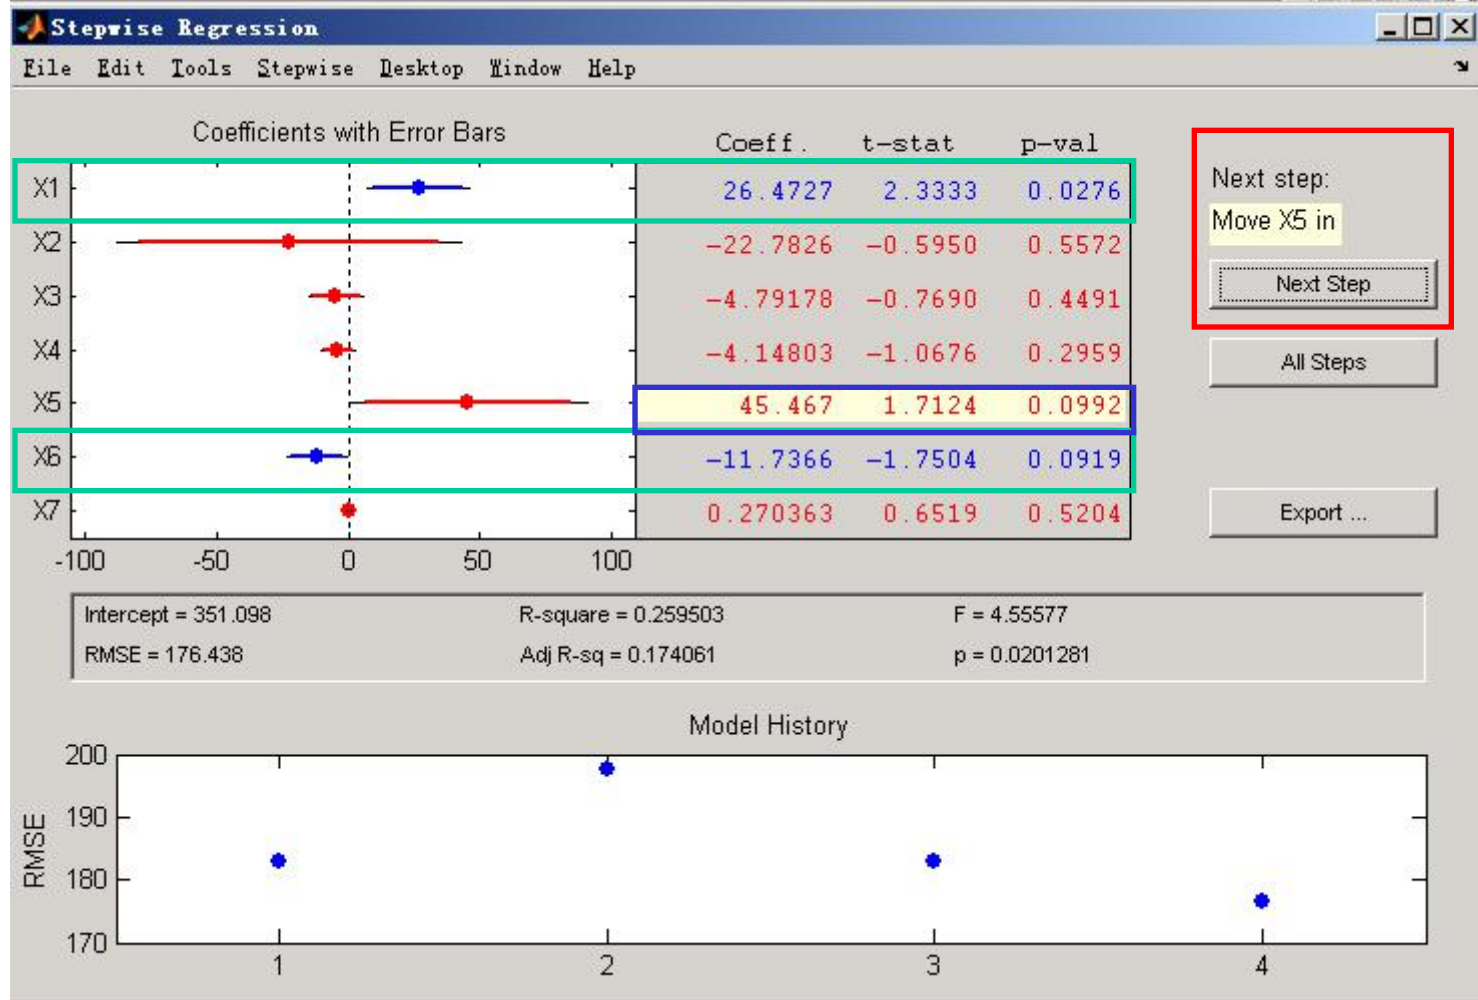 Stepwise Regression
File Edit Tools Stepwise Desktop Window Help
Coefficients with Error Bars
Coeff. t-stat p-val
X1 26.4727 2.3333 0.0276
X2 -22.7826 -0.5950 0.5572
X3 -4.79178 -0.7690 0.4491
X4 -4.14803 -1.0676 0.2959
X5 45.467 1.7124 0.0992
X6 -11.7366 -1.7504 0.0919
X7 0.270363 0.6519 0.5204
-100 -50 0 50 100
Next step:
Move X5 in
Next Step
All Steps
Export ...
Intercept = 351.098 R-square = 0.259503 F = 4.55577
RMSE = 176.438 Adj R-sq = 0.174061 p = 0.0201281
Model History
RMSE
200
190
180
170
1 2 3 4